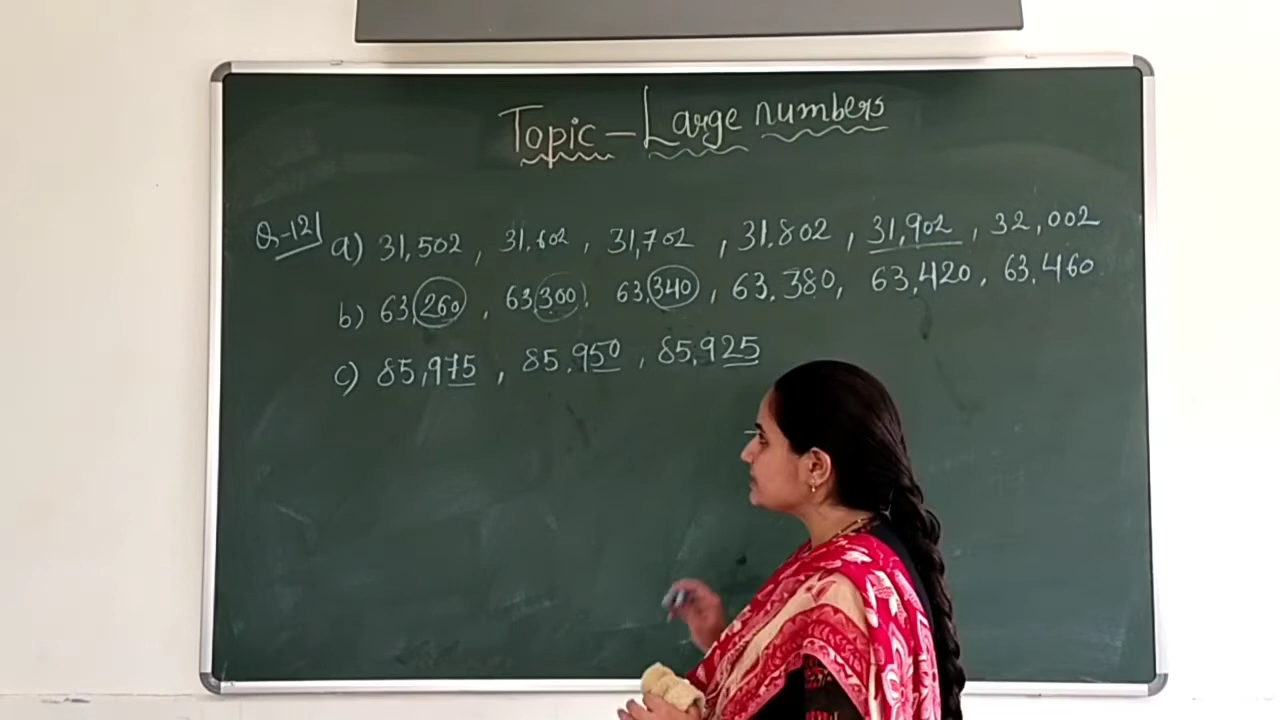 Topic - Large numbers
Q-121 a) 31,502 , 31,602 , 31,702 , 31,802 , 31,902 , 32,002
b) 63,260 , 63,300 , 63,340 , 63,380 , 63,420 , 63,460
c) 85,975 , 85,950 , 85,925